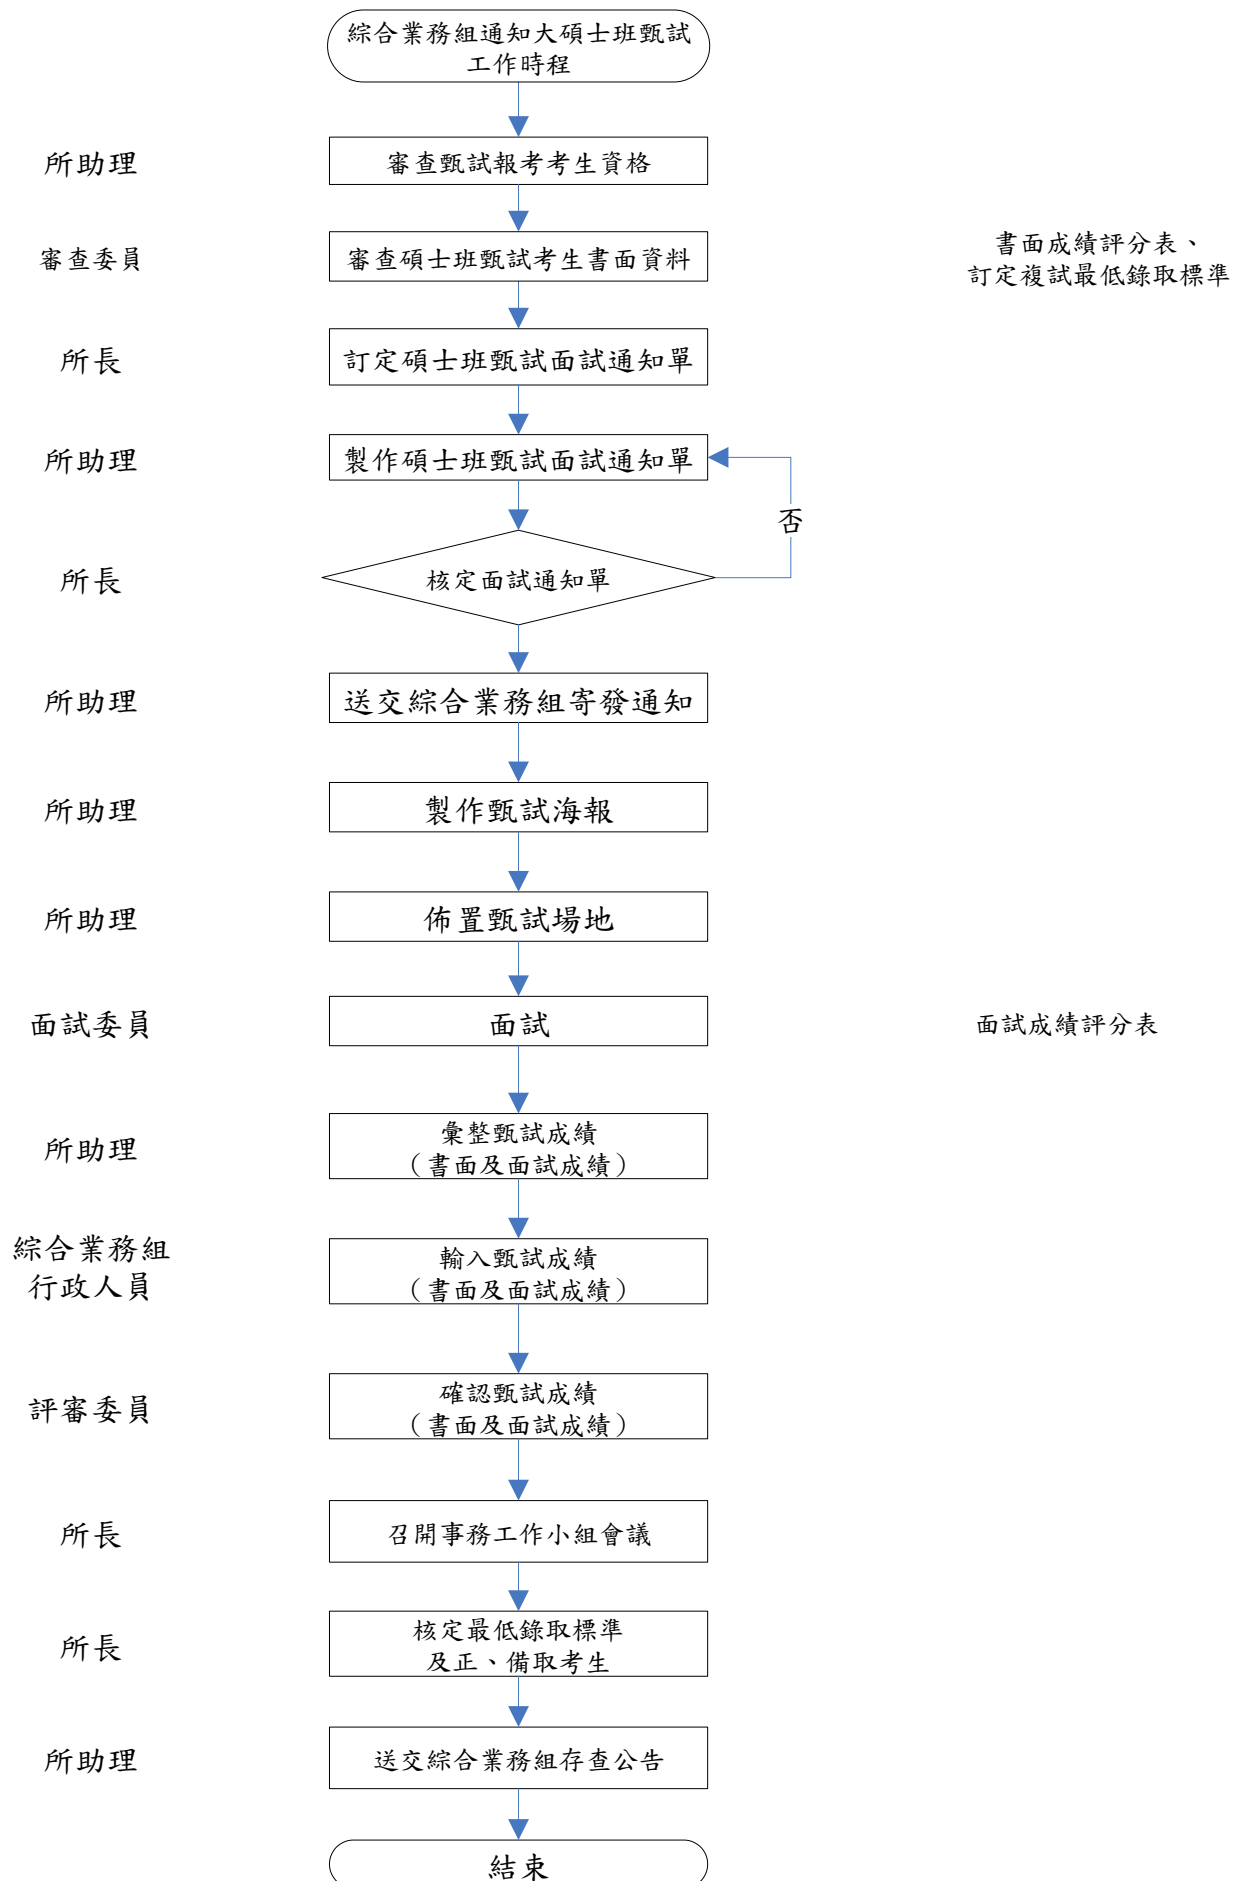 綜合業務組通知大碩士班甄試
工作時程
所助理
審查甄試報考考生資格
審查委員
審查碩士班甄試考生書面資料
書面成績評分表、
訂定複試最低錄取標準
所長
訂定碩士班甄試面試通知單
所助理
製作碩士班甄試面試通知單
否
所長
核定面試通知單
所助理
送交綜合業務組寄發通知
所助理
製作甄試海報
所助理
佈置甄試場地
面試委員
面試
面試成績評分表
所助理
彙整甄試成績
（書面及面試成績）
綜合業務組
行政人員
輸入甄試成績
（書面及面試成績）
評審委員
確認甄試成績
（書面及面試成績）
所長
召開事務工作小組會議
所長
核定最低錄取標準
及正、備取考生
所助理
送交綜合業務組存查公告
結束